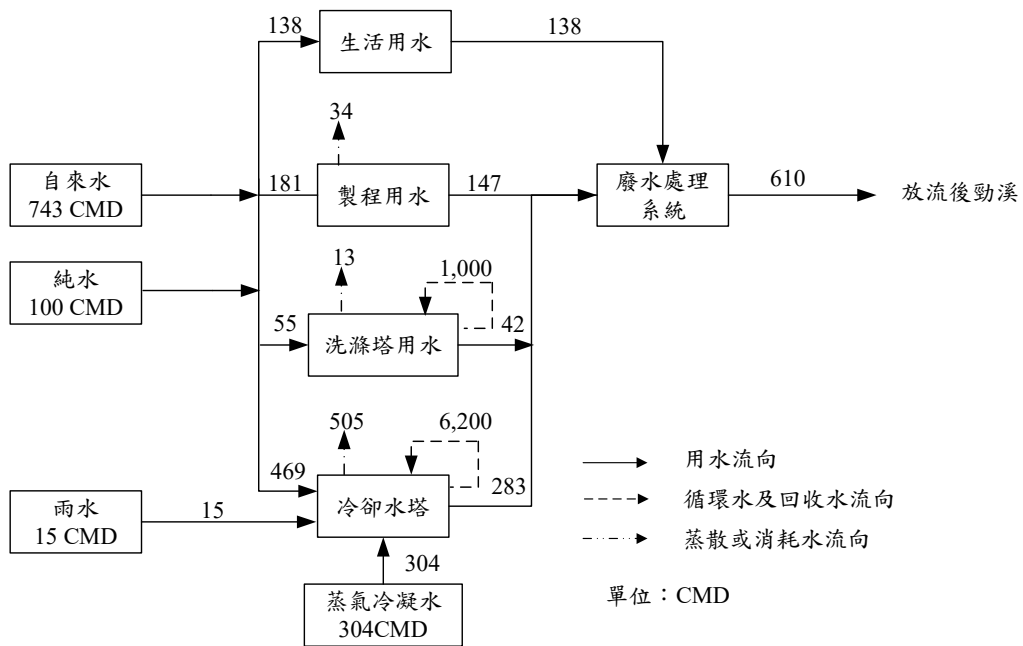 138
生活用水
138
34
自來水
743 CMD
181
製程用水
147
廢水處理
系統
610
放流後勁溪
純水
100 CMD
13
1,000
55
洗滌塔用水
42
505
6,200
469
冷卻水塔
283
雨水
15 CMD
15
304
蒸氣冷凝水
304CMD
用水流向
循環水及回收水流向
蒸散或消耗水流向
單位：CMD